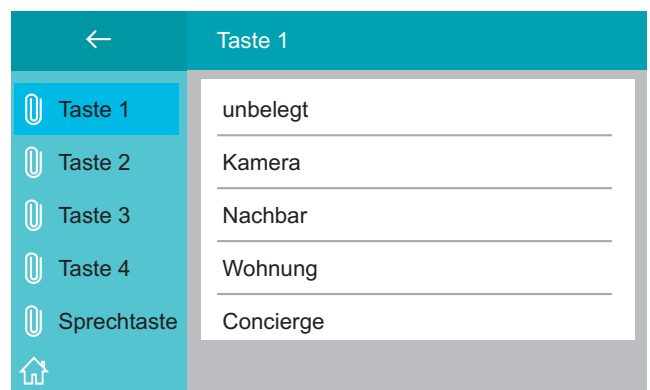 Taste 1
Taste 1
Taste 2
Taste 3
Taste 4
Sprechtaste
unbelegt
Kamera
Nachbar
Wohnung
Concierge